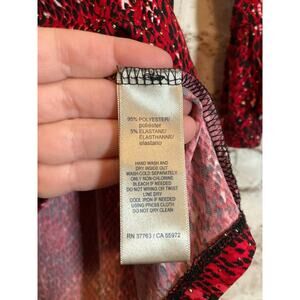 95% POLYESTER/
poliéster
5% ELASTANE/
ÉLASTHANNE/
elastano
HAND WASH AND
DRY INSIDE OUT
WASH COLD SEPARATELY
ONLY NON-CHLORINE
BLEACH IF NEEDED
DO NOT WRING OR TWIST
LINE DRY
COOL IRON IF NEEDED
USING PRESS CLOTH
DO NOT DRY CLEAN
RN 37763 / CA 55972